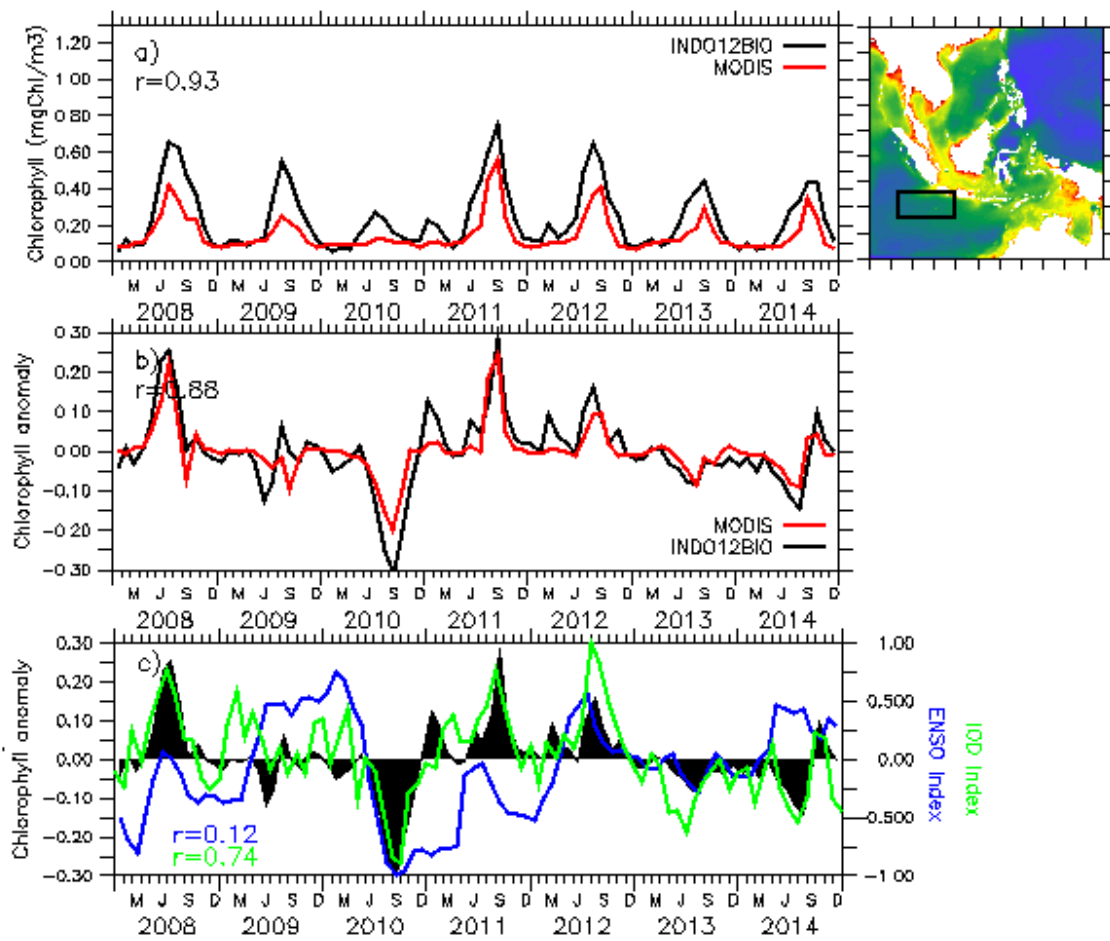 a)
r=0.93
INDO12BIO
MODIS
Chlorophyll (mgChl/m3)
1.20
1.00
0.80
0.60
0.40
0.20
0.00
M J S D M J S D M J S D M J S D M J S D M J S D M J S D
2008 2009 2010 2011 2012 2013 2014
b)
r=0.88
Chlorophyll anomaly
0.30
0.20
0.10
0.00
-0.10
-0.20
-0.30
MODIS
INDO12BIO
M J S D M J S D M J S D M J S D M J S D M J S D M J S D
2008 2009 2010 2011 2012 2013 2014
c)
Chlorophyll anomaly
0.30
0.20
0.10
0.00
-0.10
-0.20
-0.30
r=0.12
r=0.74
1.00
0.500
0.00
-0.500
-1.00
ENSO Index
IOD Index
M J S D M J S D M J S D M J S D M J S D M J S D M J S D
2008 2009 2010 2011 2012 2013 2014